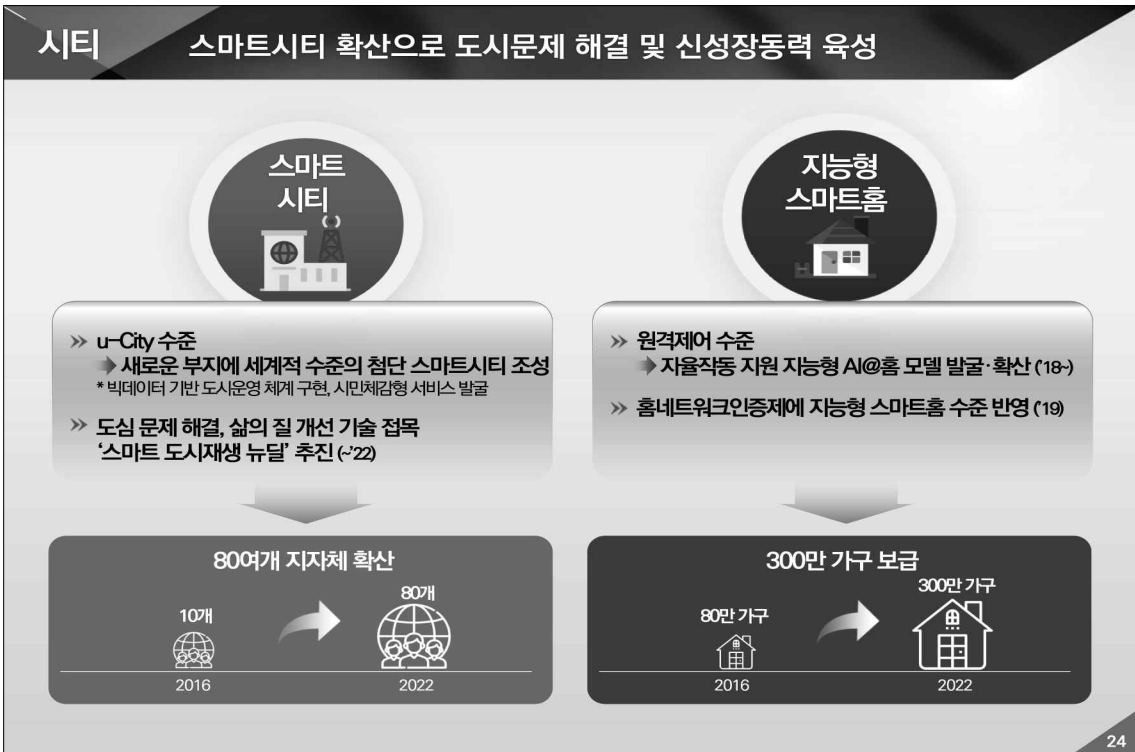 시티
스마트시티 확산으로 도시문제 해결 및 신성장동력 육성
스마트
시티
» u-City 수준
➔ 새로운 부지에 세계적 수준의 첨단 스마트시티 조성
* 빅데이터 기반 도시운영 체계 구현, 시민체감형 서비스 발굴
» 도심 문제 해결, 삶의 질 개선 기술 접목
‘스마트 도시재생 뉴딜’ 추진 (~’22)
80여개 지자체 확산
10개
80개
2016
2022
지능형
스마트홈
» 원격제어 수준
➔ 자율작동 지원 지능형 AI@홈 모델 발굴·확산 (’18~)
» 홈네트워크인증제에 지능형 스마트홈 수준 반영 (’19)
300만 가구 보급
80만 가구
300만 가구
2016
2022
24